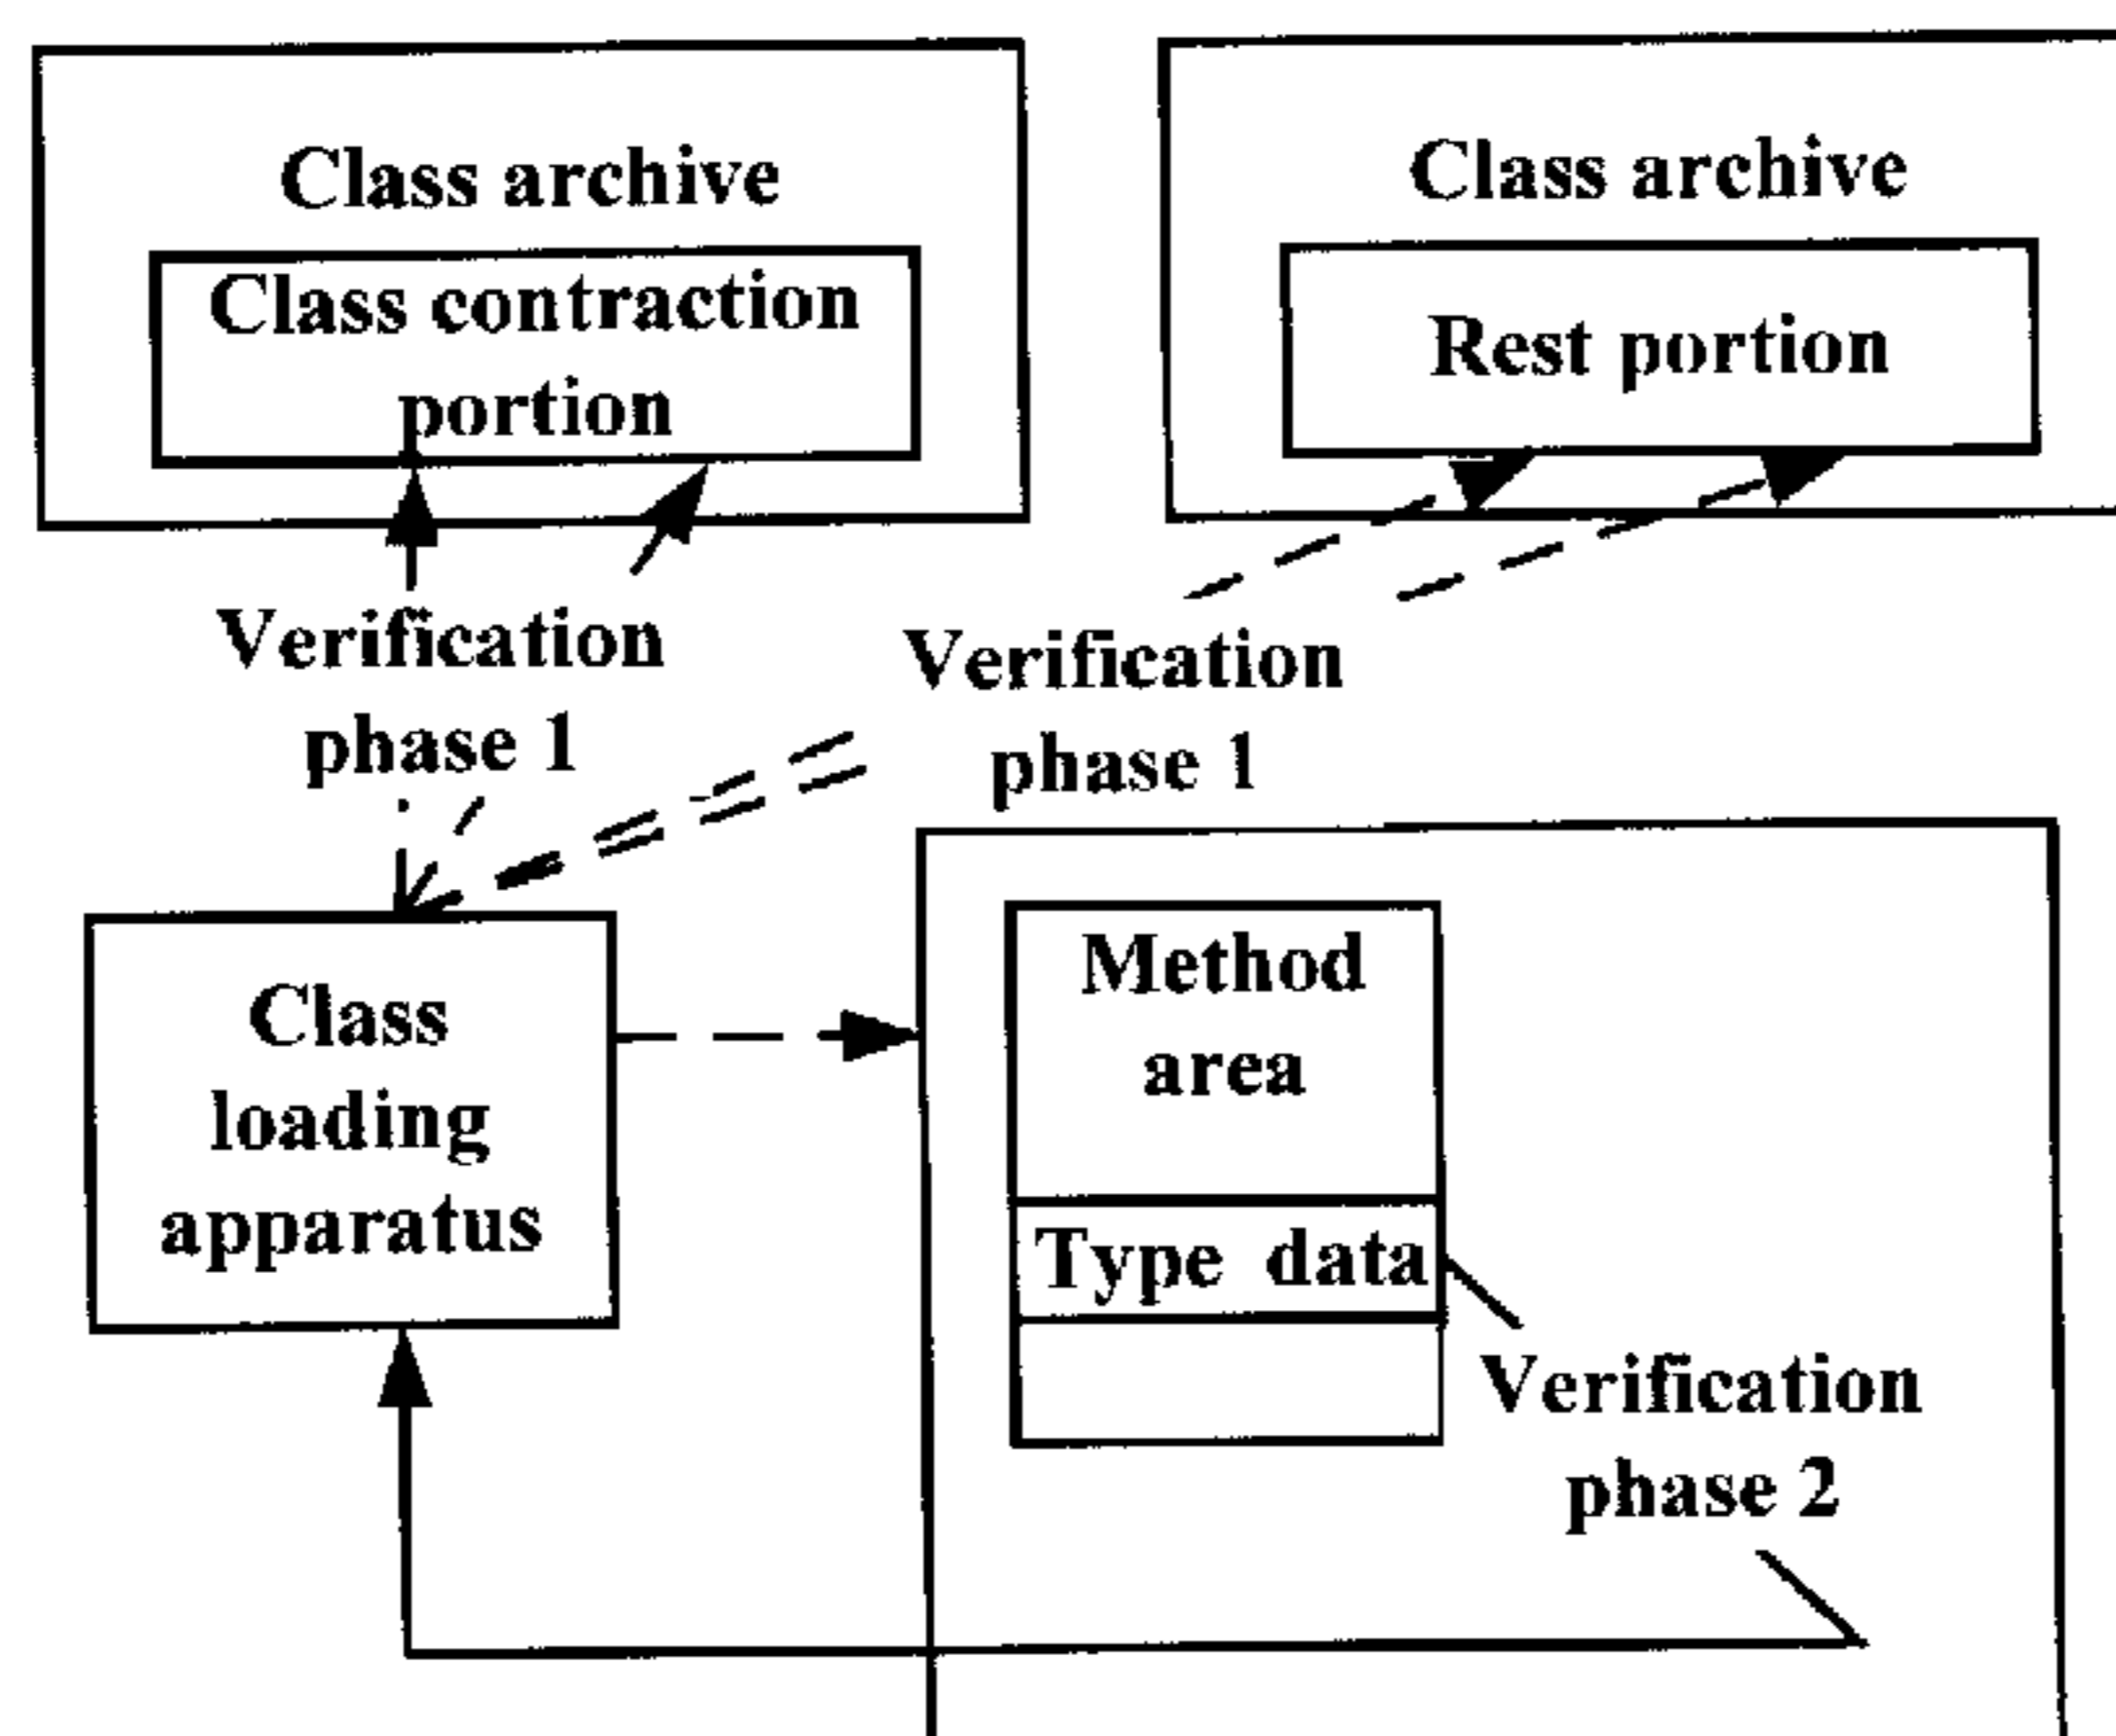 Class archive
Class contraction
portion
Class archive
Rest portion
Verification
phase 1
Verification
phase 1
Class
loading
apparatus
Method
area
Type data
Verification
phase 2